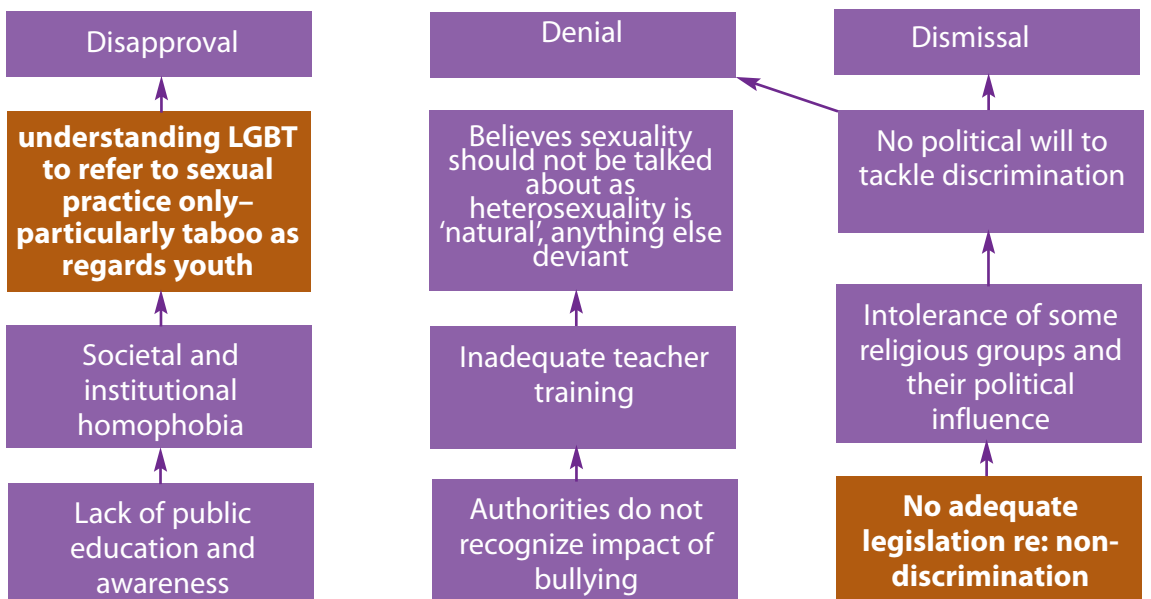 Disapproval
Denial
Dismissal
understanding LGBT
to refer to sexual
practice only–
particularly taboo as
regards youth
Believes sexuality
should not be talked
about as
heterosexuality is
‘natural’, anything else
deviant
No political will to
tackle discrimination
Societal and
institutional
homophobia
Inadequate teacher
training
Intolerance of some
religious groups and
their political
influence
Lack of public
education and
awareness
Authorities do not
recognize impact of
bullying
No adequate
legislation re: non-
discrimination